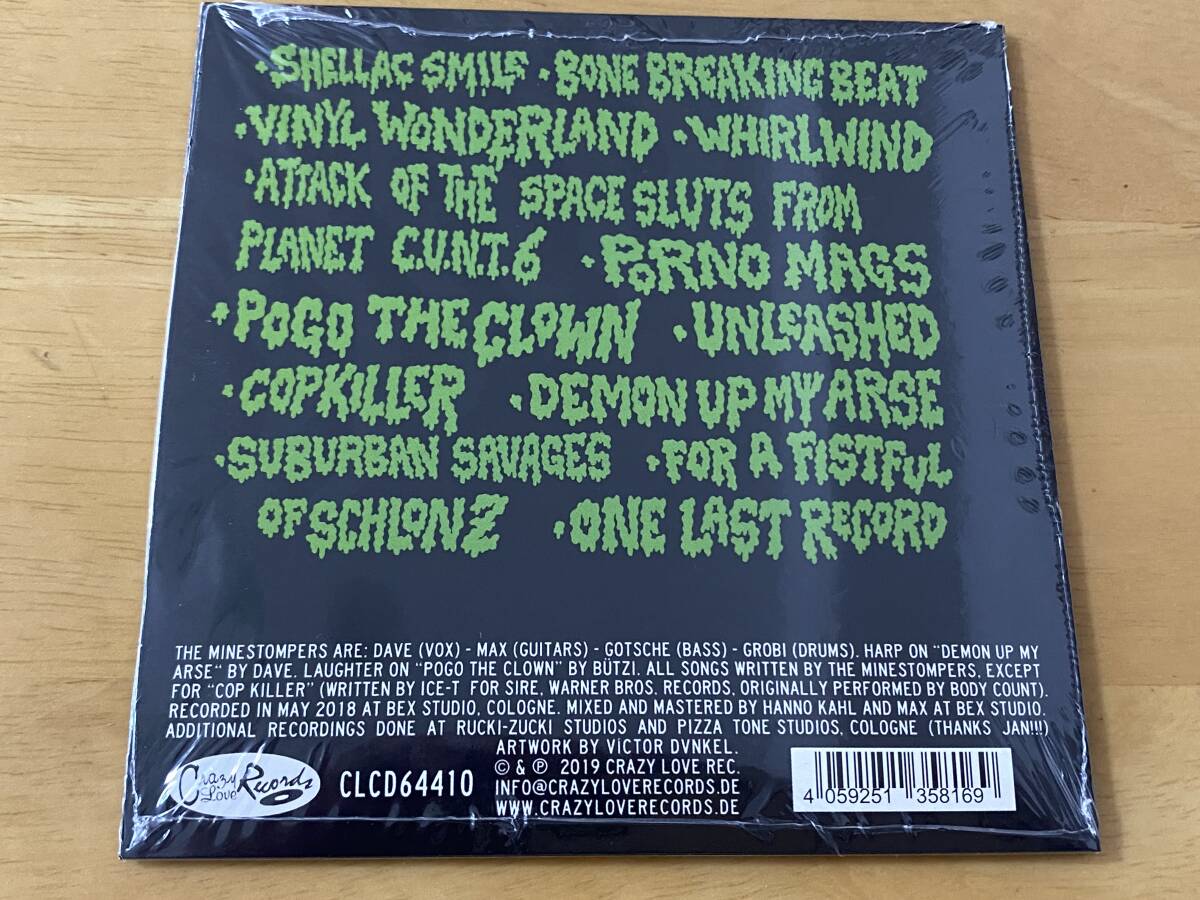 ·SHELLAC SMILE ·BONE BREAKING BEAT
·VINYL WONDERLAND ·WHIRLWIND
·ATTACK OF THE SPACE SLUTS FROM
PLANET C.U.N.T.6 ·PORNO MAGS
·POGO THE CLOWN ·UNLEASHED
·COPKILLER ·DEMON UP MY ARSE
·SUBURBAN SAVAGES ·FOR A FISTFUL
OF SCHLONZ ·ONE LAST RECORD
THE MINESTOMPERS ARE: DAVE (VOX) - MAX (GUITARS) - GOTSCHE (BASS) - GROBI (DRUMS). HARP ON "DEMON UP MY
ARSE" BY DAVE. LAUGHTER ON "POGO THE CLOWN" BY BÜTZI. ALL SONGS WRITTEN BY THE MINESTOMPERS, EXCEPT
FOR "COP KILLER" (WRITTEN BY ICE-T FOR SIRE, WARNER BROS. RECORDS, ORIGINALLY PERFORMED BY BODY COUNT).
RECORDED IN MAY 2018 AT BEX STUDIO, COLOGNE. MIXED AND MASTERED BY HANNO KAHL AND MAX AT BEX STUDIO.
ADDITIONAL RECORDINGS DONE AT RUCKI-ZUCKI STUDIOS AND PIZZA TONE STUDIOS, COLOGNE (THANKS JAN!!!)
ARTWORK BY VICTOR DVNKEL.
© & ℗ 2019 CRAZY LOVE REC.
INFO@CRAZYLOVERECORDS.DE
WWW.CRAZYLOVERECORDS.DE
Crazy Love Records
CLCD64410
4 059251 358169